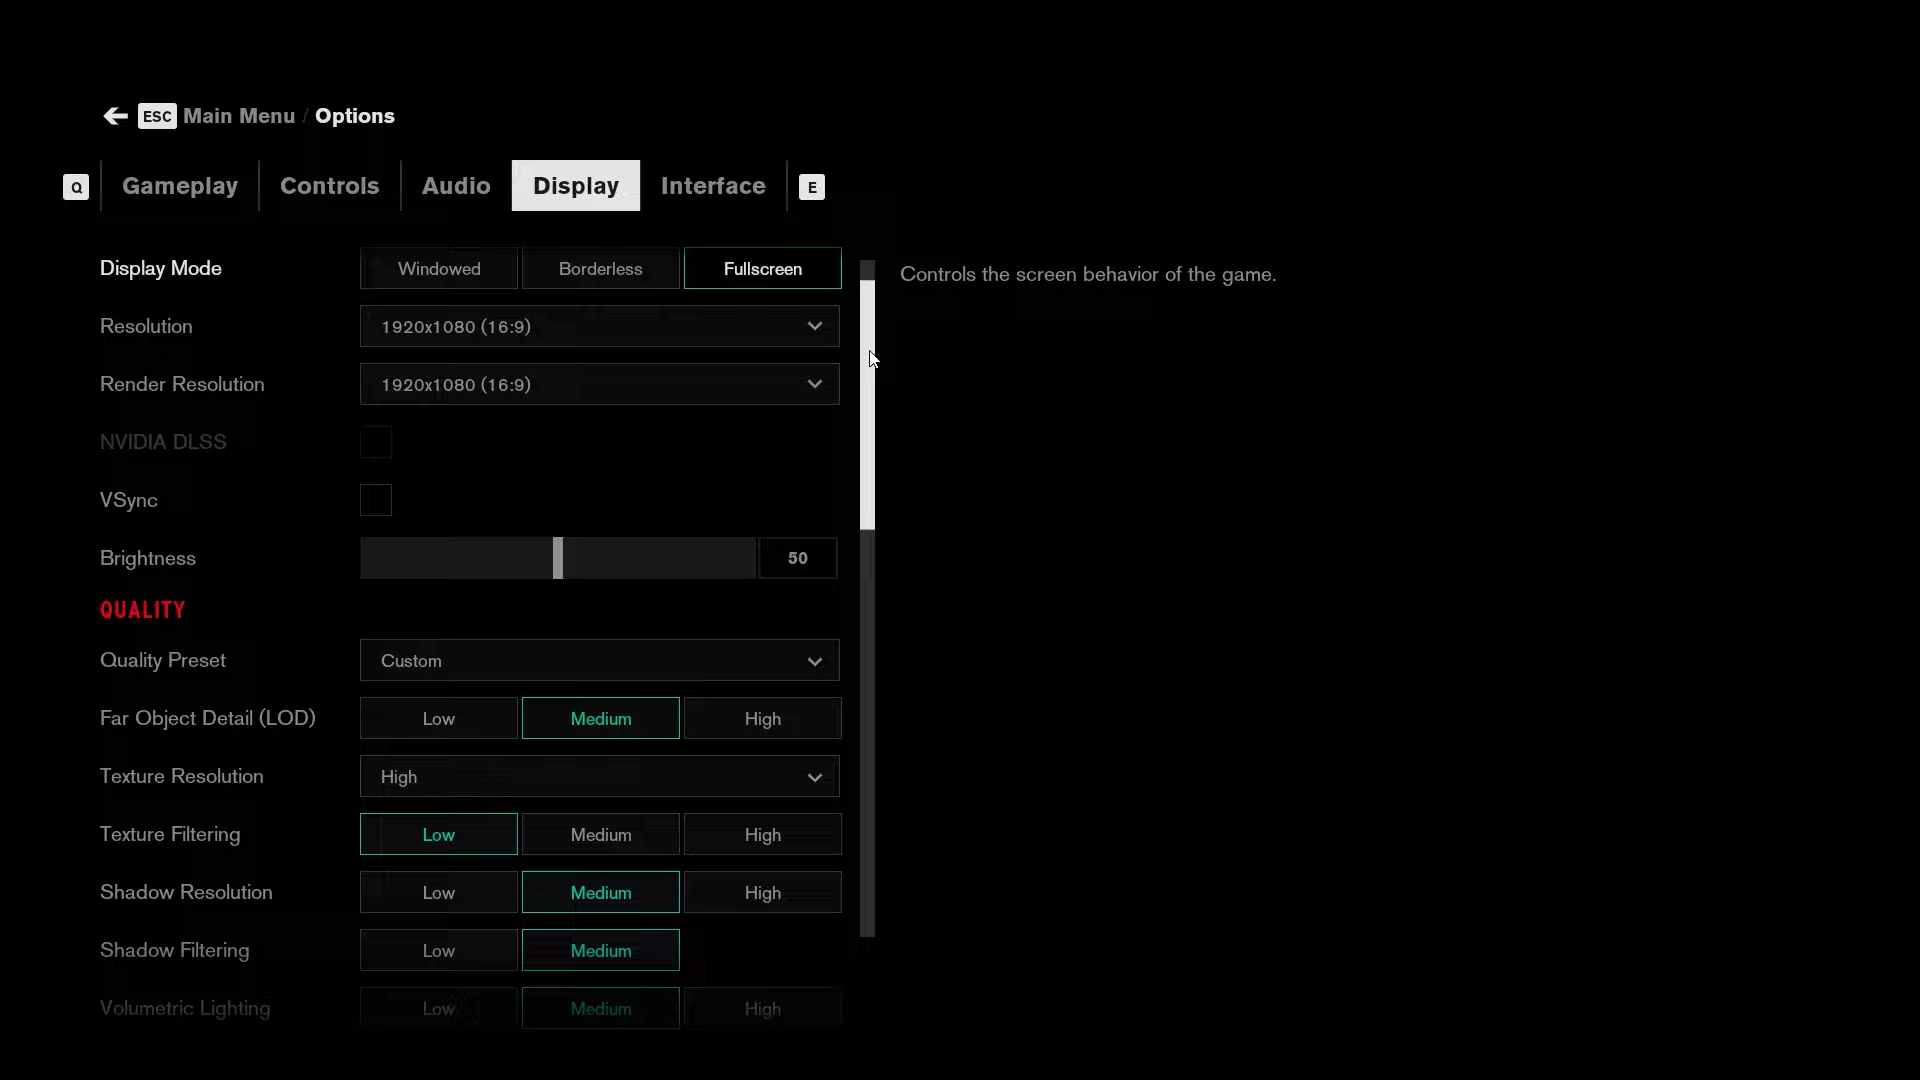 ESC Main Menu / Options
Q Gameplay Controls Audio Display Interface E
Display Mode Windowed Borderless Fullscreen
Controls the screen behavior of the game.
Resolution 1920x1080 (16:9)
Render Resolution 1920x1080 (16:9)
NVIDIA DLSS
VSync
Brightness 50
QUALITY
Quality Preset Custom
Far Object Detail (LOD) Low Medium High
Texture Resolution High
Texture Filtering Low Medium High
Shadow Resolution Low Medium High
Shadow Filtering Low Medium
Volumetric Lighting Low Medium High